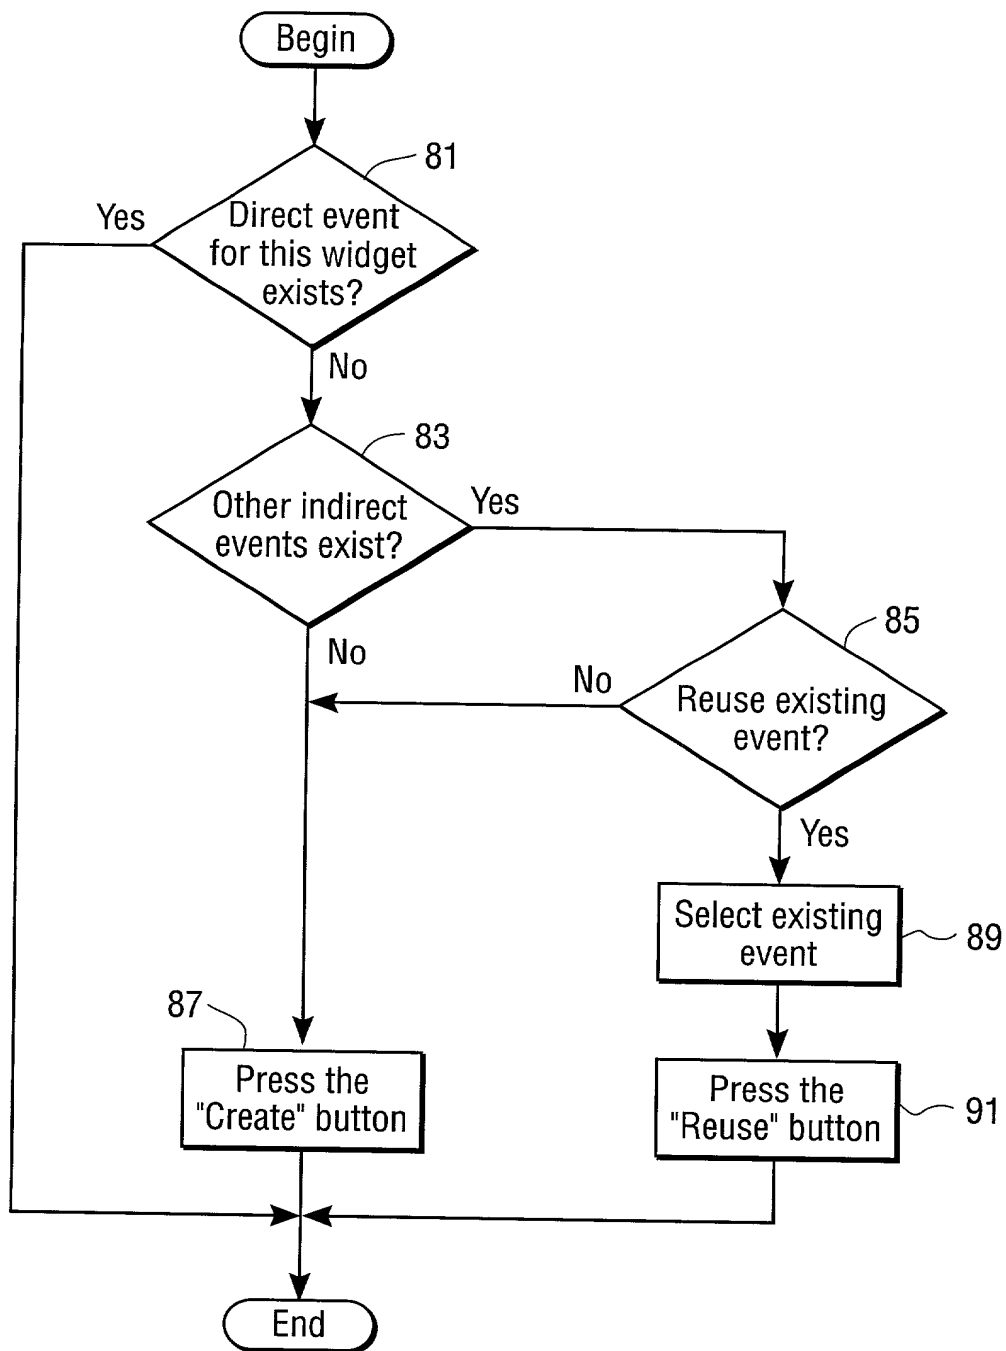 Begin
81
Yes
Direct event
for this widget
exists?
No
83
Other indirect
events exist?
Yes
No
85
No
Reuse existing
event?
Yes
Select existing
event
89
87
Press the
"Create" button
Press the
"Reuse" button
91
End